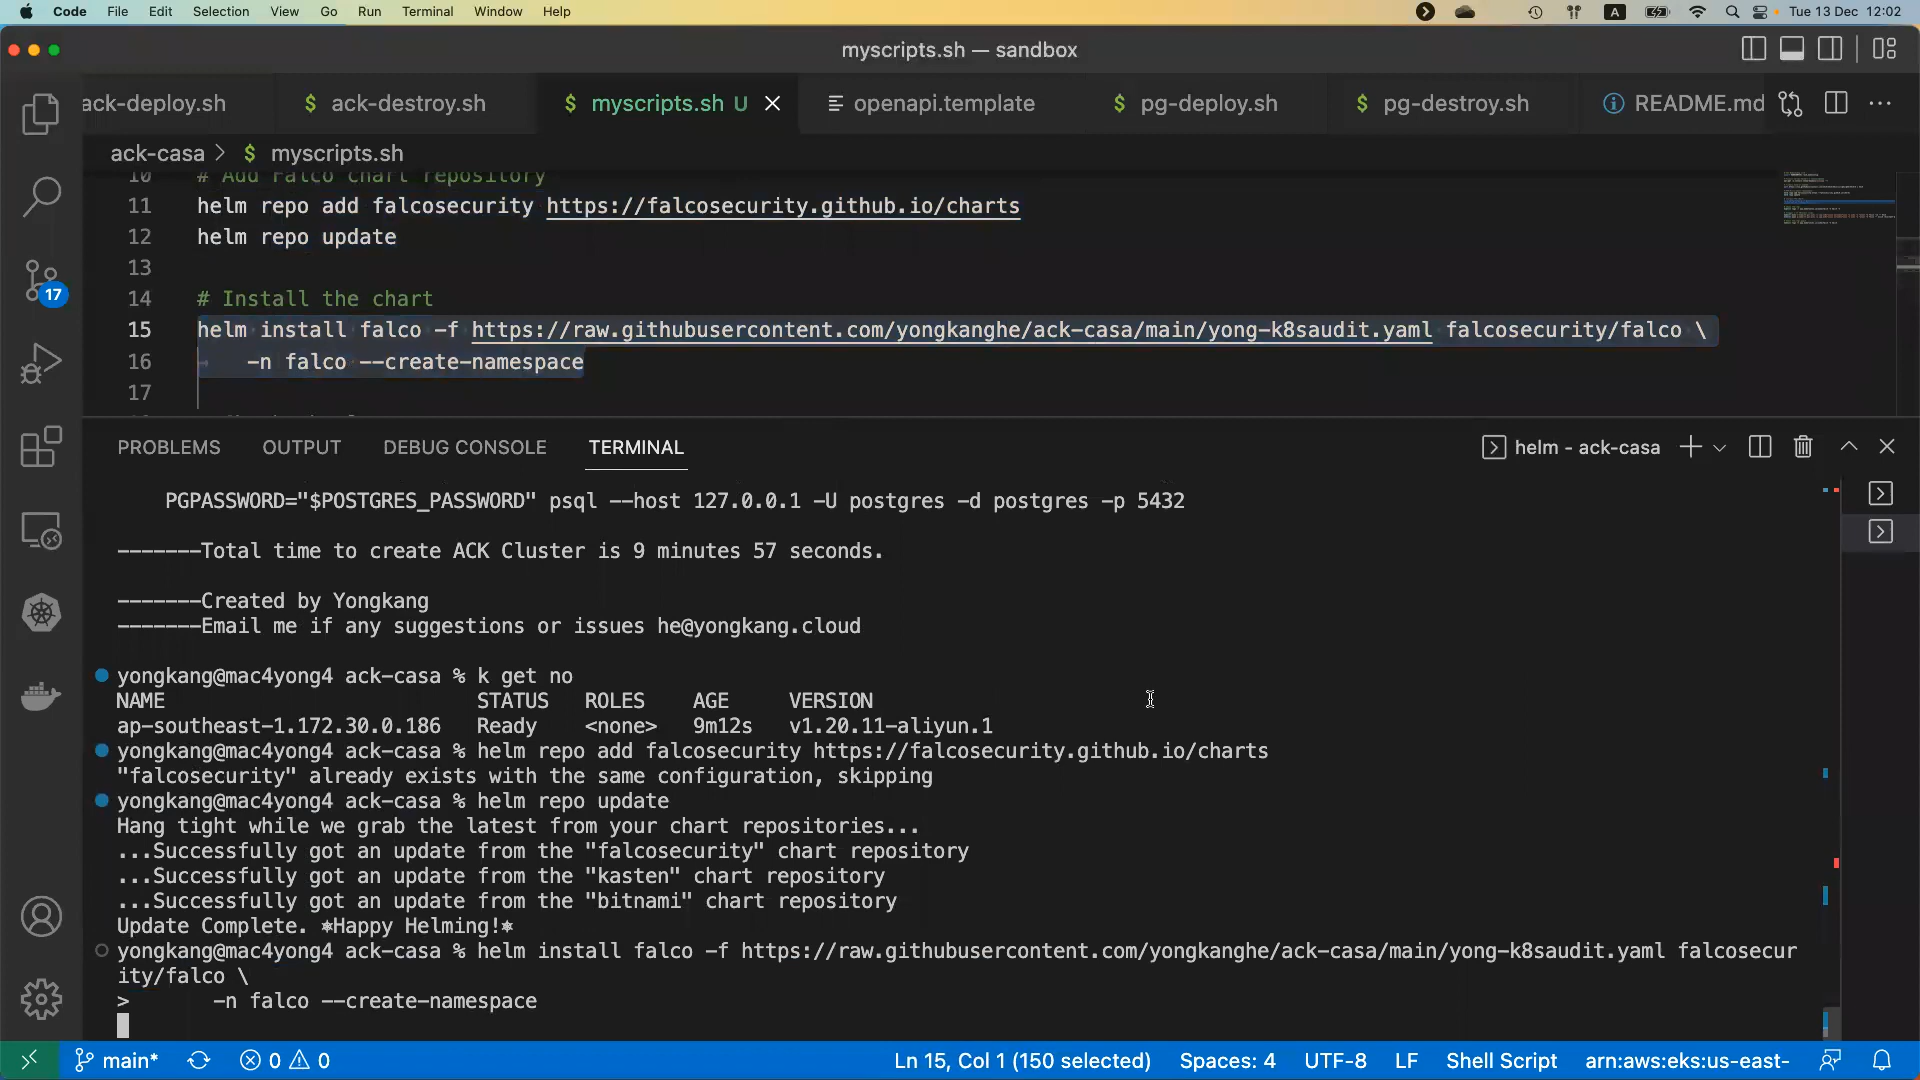 Code File Edit Selection View Go Run Terminal Window Help A Tue 13 Dec 12:02
myscripts.sh — sandbox
ack-deploy.sh $ ack-destroy.sh $ myscripts.sh U openapi.template $ pg-deploy.sh $ pg-destroy.sh README.md
ack-casa > $ myscripts.sh
10 # Add Falco chart repository
11 helm repo add falcosecurity https://falcosecurity.github.io/charts
12 helm repo update
13
14 # Install the chart
15 helm install falco -f https://raw.githubusercontent.com/yongkanghe/ack-casa/main/yong-k8saudit.yaml falcosecurity/falco \
16 -n falco --create-namespace
17
17
PROBLEMS OUTPUT DEBUG CONSOLE TERMINAL helm - ack-casa
PGPASSWORD="$POSTGRES_PASSWORD" psql --host 127.0.0.1 -U postgres -d postgres -p 5432
-------Total time to create ACK Cluster is 9 minutes 57 seconds.
-------Created by Yongkang
-------Email me if any suggestions or issues he@yongkang.cloud
yongkang@mac4yong4 ack-casa % k get no
NAME STATUS ROLES AGE VERSION
ap-southeast-1.172.30.0.186 Ready <none> 9m12s v1.20.11-aliyun.1
yongkang@mac4yong4 ack-casa % helm repo add falcosecurity https://falcosecurity.github.io/charts
"falcosecurity" already exists with the same configuration, skipping
yongkang@mac4yong4 ack-casa % helm repo update
Hang tight while we grab the latest from your chart repositories...
...Successfully got an update from the "falcosecurity" chart repository
...Successfully got an update from the "kasten" chart repository
...Successfully got an update from the "bitnami" chart repository
Update Complete. ⎈Happy Helming!⎈
yongkang@mac4yong4 ack-casa % helm install falco -f https://raw.githubusercontent.com/yongkanghe/ack-casa/main/yong-k8saudit.yaml falcosecur
ity/falco \
> -n falco --create-namespace
main* 0 0 Ln 15, Col 1 (150 selected) Spaces: 4 UTF-8 LF Shell Script arn:aws:eks:us-east-